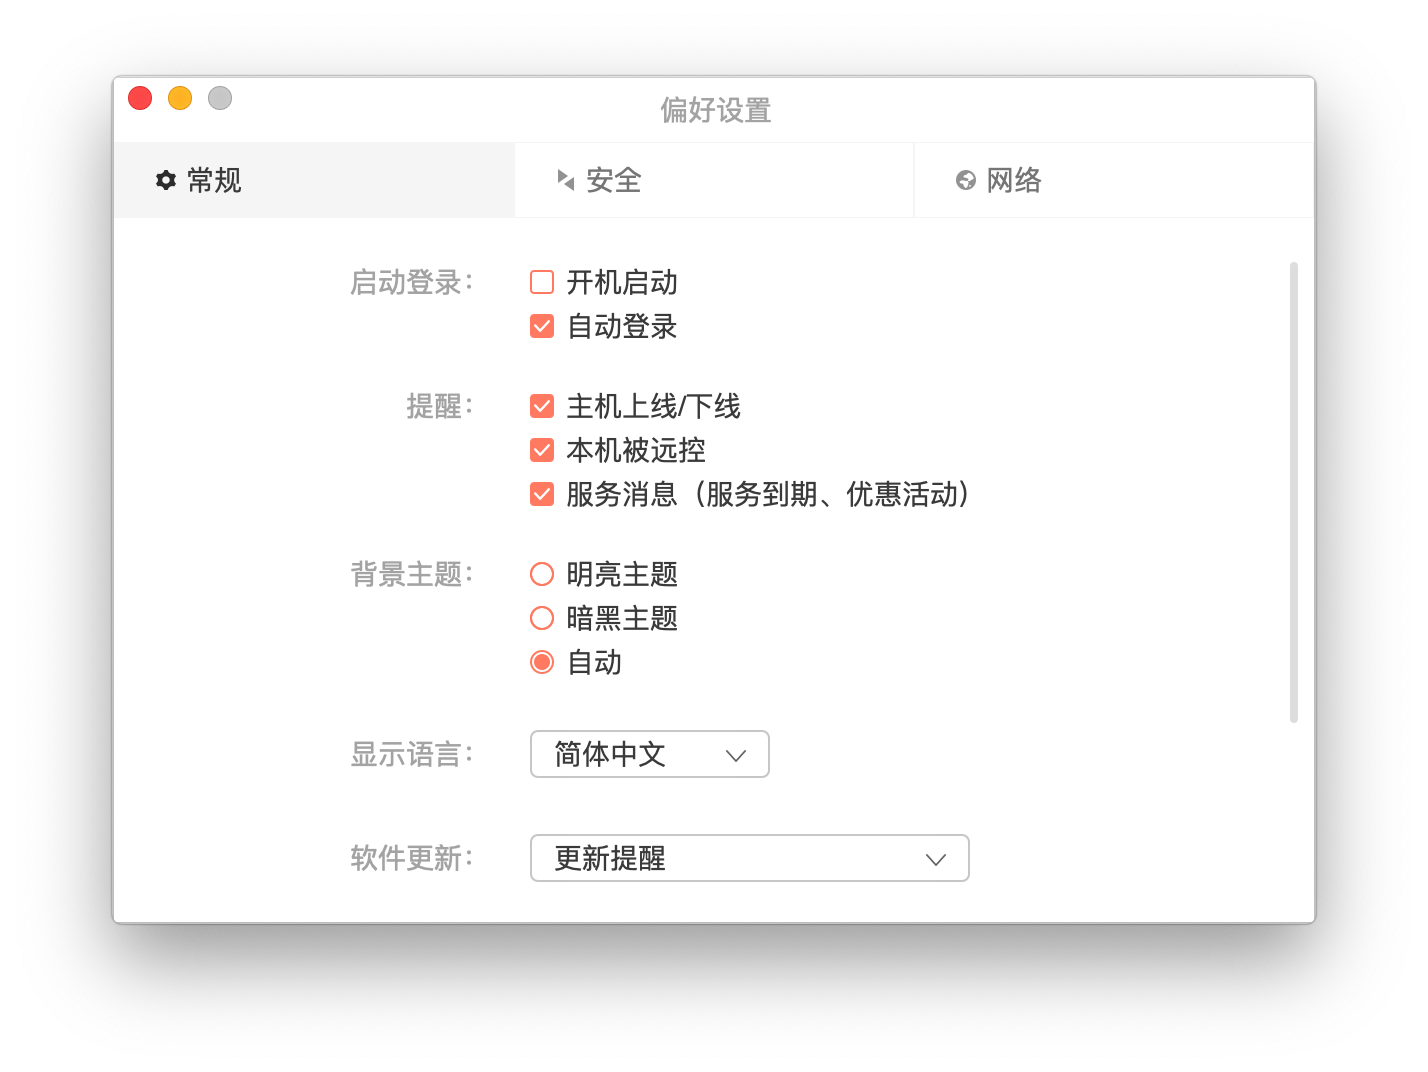 偏好设置
常规
安全
网络
启动登录：
开机启动
自动登录
提醒：
主机上线/下线
本机被远控
服务消息（服务到期、优惠活动）
背景主题：
明亮主题
暗黑主题
自动
显示语言：
简体中文
软件更新：
更新提醒